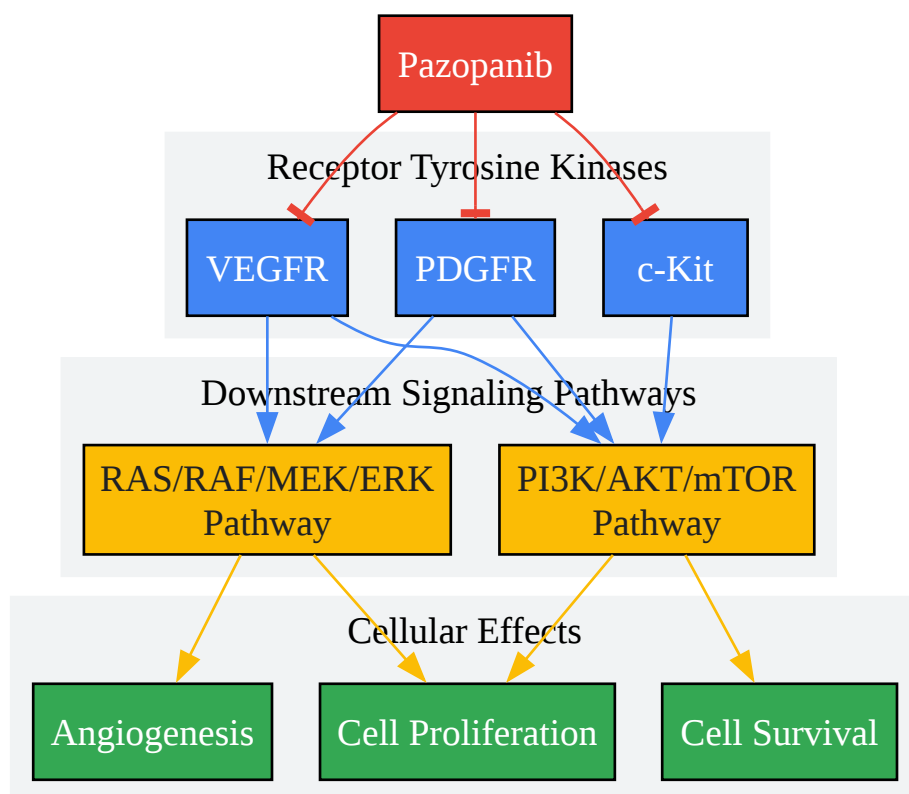 Pazopanib
Receptor Tyrosine Kinases
VEGFR
PDGFR
c-Kit
Downstream Signaling Pathways
RAS/RAF/MEK/ERK
Pathway
PI3K/AKT/mTOR
Pathway
Cellular Effects
Angiogenesis
Cell Proliferation
Cell Survival